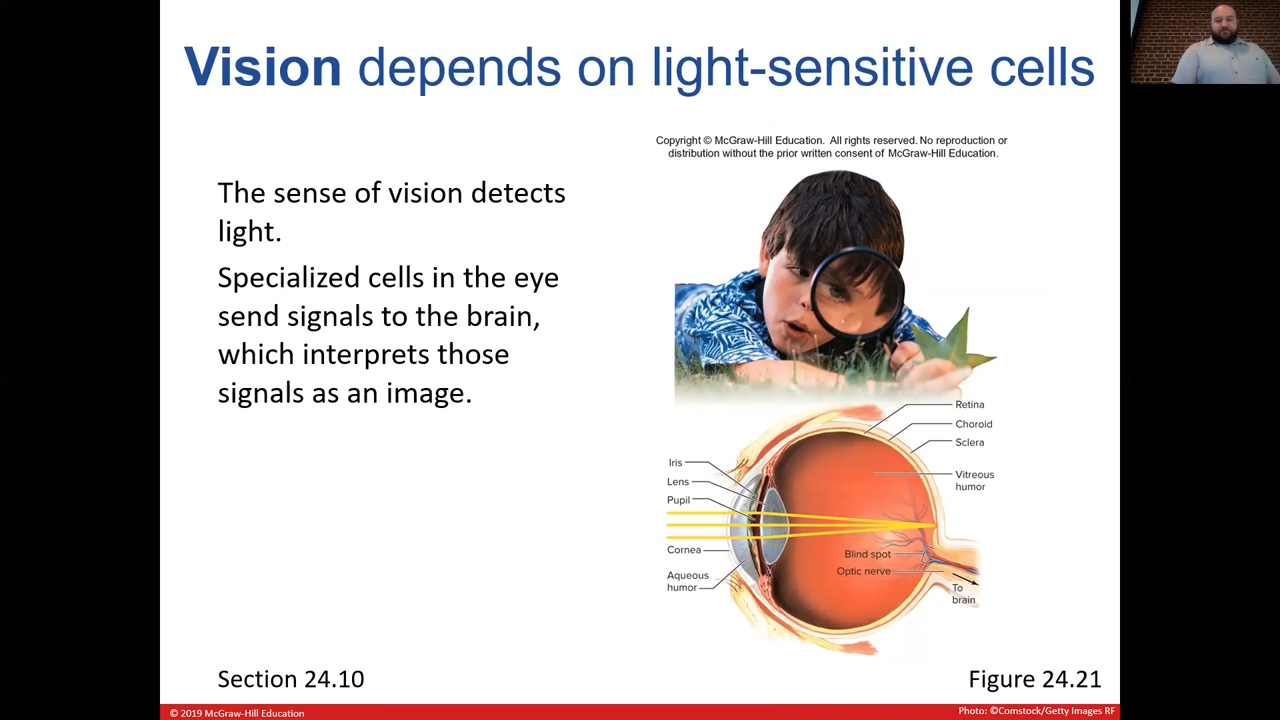 Vision depends on light-sensitive cells
Copyright © McGraw-Hill Education. All rights reserved. No reproduction or
distribution without the prior written consent of McGraw-Hill Education.
The sense of vision detects
light.
Specialized cells in the eye
send signals to the brain,
which interprets those
signals as an image.
Retina
Choroid
Sclera
Vitreous
humor
Iris
Lens
Pupil
Cornea
Aqueous
humor
Blind spot
Optic nerve
To
brain
Section 24.10
Figure 24.21
© 2019 McGraw-Hill Education
Photo: ©Comstock/Getty Images RF